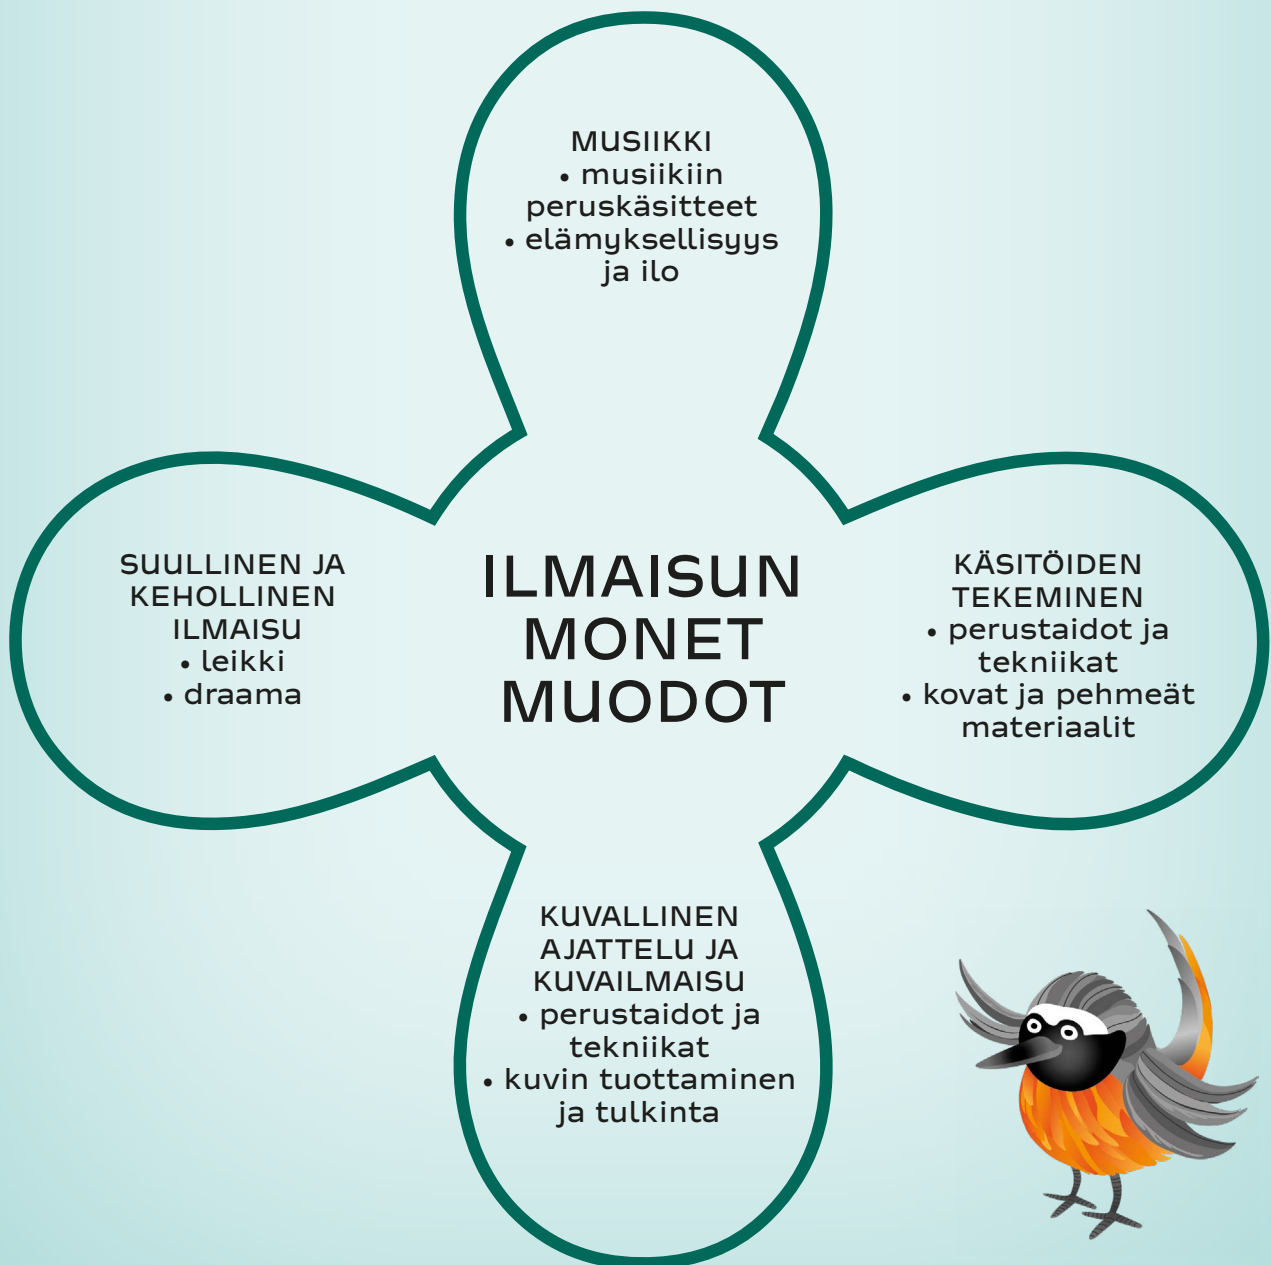 MUSIIKKI
• musiikiin
peruskäsitteet
• elämyksellisyys
ja ilo
SUULLINEN JA
KEHOLLINEN
ILMAISU
• leikki
• draama
ILMAISUN
MONET
MUODOT
KÄSITÖIDEN
TEKEMINEN
• perustaidot ja
tekniikat
• kovat ja pehmeät
materiaalit
KUVALLINEN
AJATTELU JA
KUVAILMAISU
• perustaidot ja
tekniikat
• kuvin tuottaminen
ja tulkinta